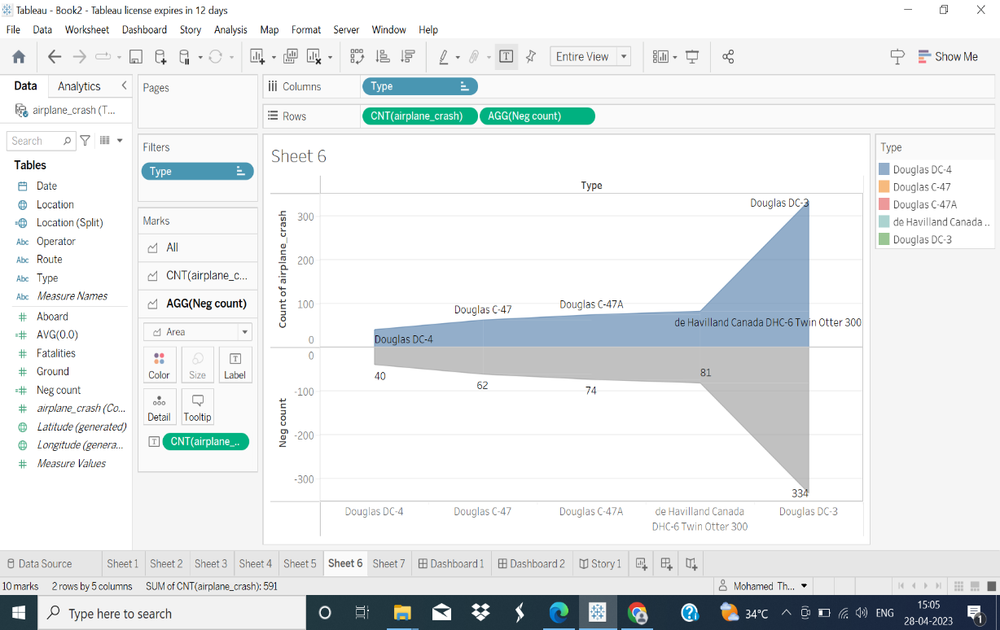 Tableau - Book2 - Tableau license expires in 12 days
File Data Worksheet Dashboard Story Analysis Map Format Server Window Help
Entire View
Show Me
Data Analytics
airplane_crash (T...
Search
Tables
Date
Location
Location (Split)
Abc Operator
Abc Route
Abc Type
Abc Measure Names
Aboard
AVG(0.0)
Fatalities
Ground
Neg count
airplane_crash (Co...
Latitude (generated)
Longitude (genera...
Measure Values
Pages
Filters
Type
Marks
All
CNT(airplane_c...
AGG(Neg count)
Area
Color Size Label
Detail Tooltip
CNT(airplane_..
Columns Type
Rows CNT(airplane_crash) AGG(Neg count)
Sheet 6
Type
Count of airplane_crash
300
200
100
0
Douglas DC-4
Douglas C-47
Douglas C-47A
de Havilland Canada DHC-6 Twin Otter 300
Douglas DC-3
Neg count
0
-100
-200
-300
40
62
74
81
334
Douglas DC-4 Douglas C-47 Douglas C-47A de Havilland Canada Douglas DC-3
DHC-6 Twin Otter 300
Type
Douglas DC-4
Douglas C-47
Douglas C-47A
de Havilland Canada ..
Douglas DC-3
Data Source Sheet 1 Sheet 2 Sheet 3 Sheet 4 Sheet 5 Sheet 6 Sheet 7 Dashboard 1 Dashboard 2 Story 1
10 marks 2 rows by 5 columns SUM of CNT(airplane_crash): 591 Mohamed Th...
Type here to search
34°C
ENG
15:05
28-04-2023
1